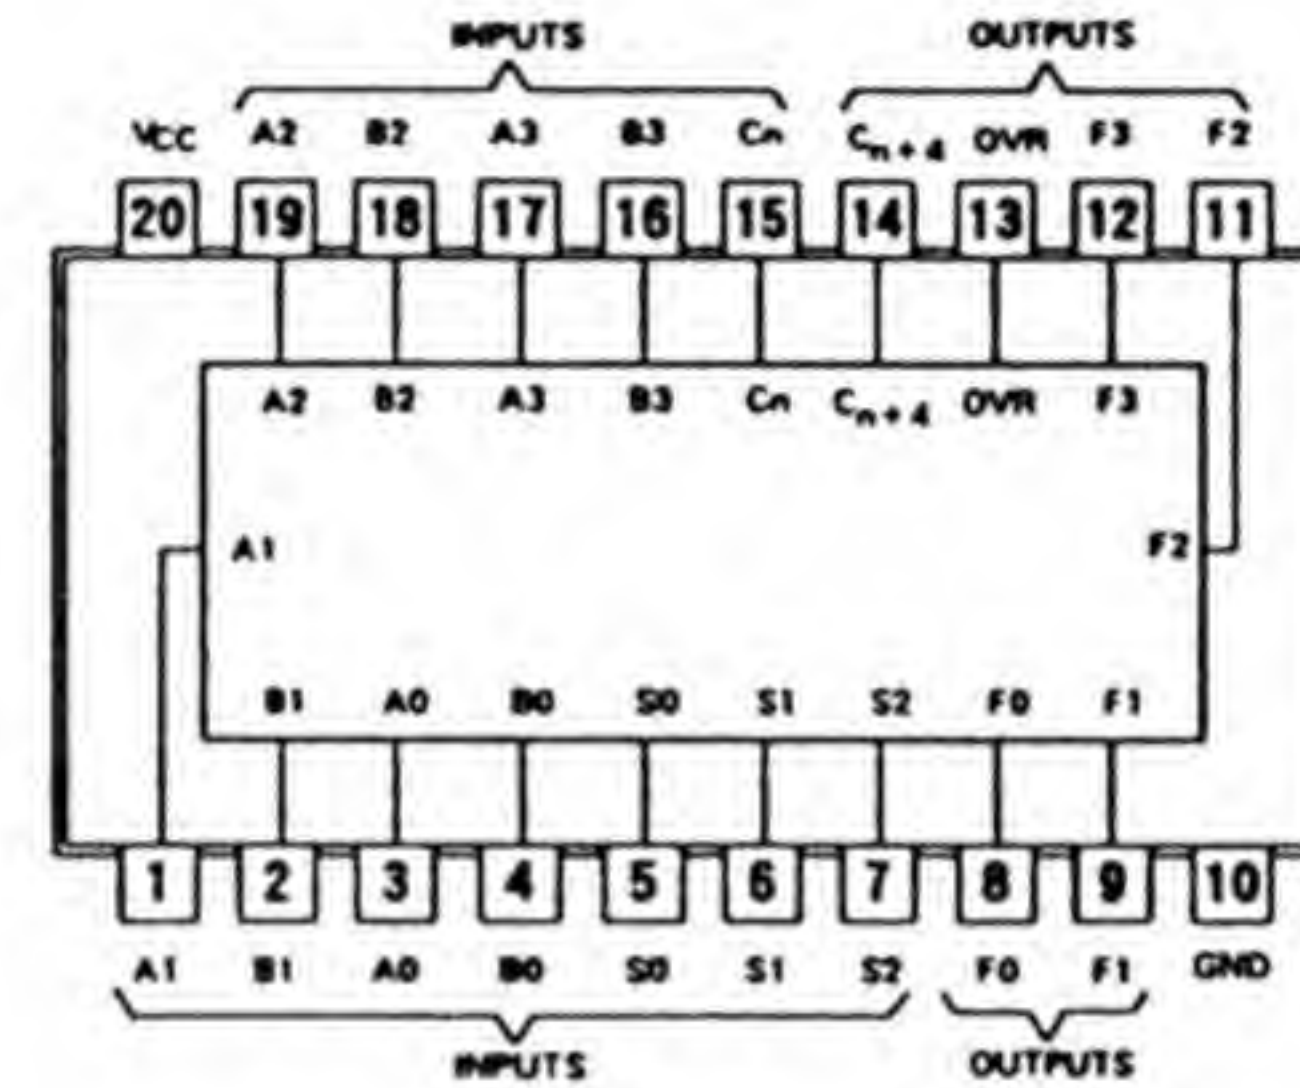 INPUTS OUTPUTS
VCC A2 B2 A3 B3 Cn Cn+4 OVR F3 F2
20 19 18 17 16 15 14 13 12 11
A2 B2 A3 B3 Cn Cn+4 OVR F3
A1 F2
B1 A0 B0 S0 S1 S2 F0 F1
1 2 3 4 5 6 7 8 9 10
A1 B1 A0 B0 S0 S1 S2 F0 F1 GND
INPUTS OUTPUTS